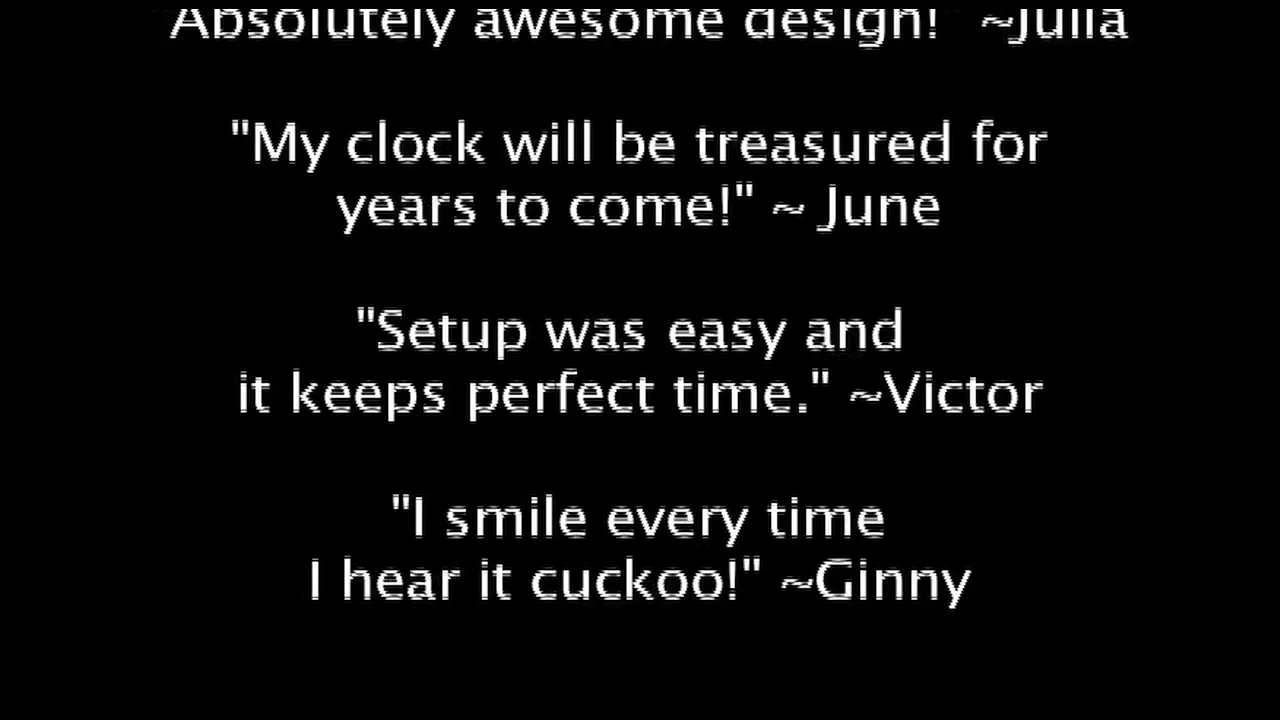 "Absolutely awesome design!" ~Julia
"My clock will be treasured for
years to come!" ~ June
"Setup was easy and
it keeps perfect time." ~Victor
"I smile every time
I hear it cuckoo!" ~Ginny